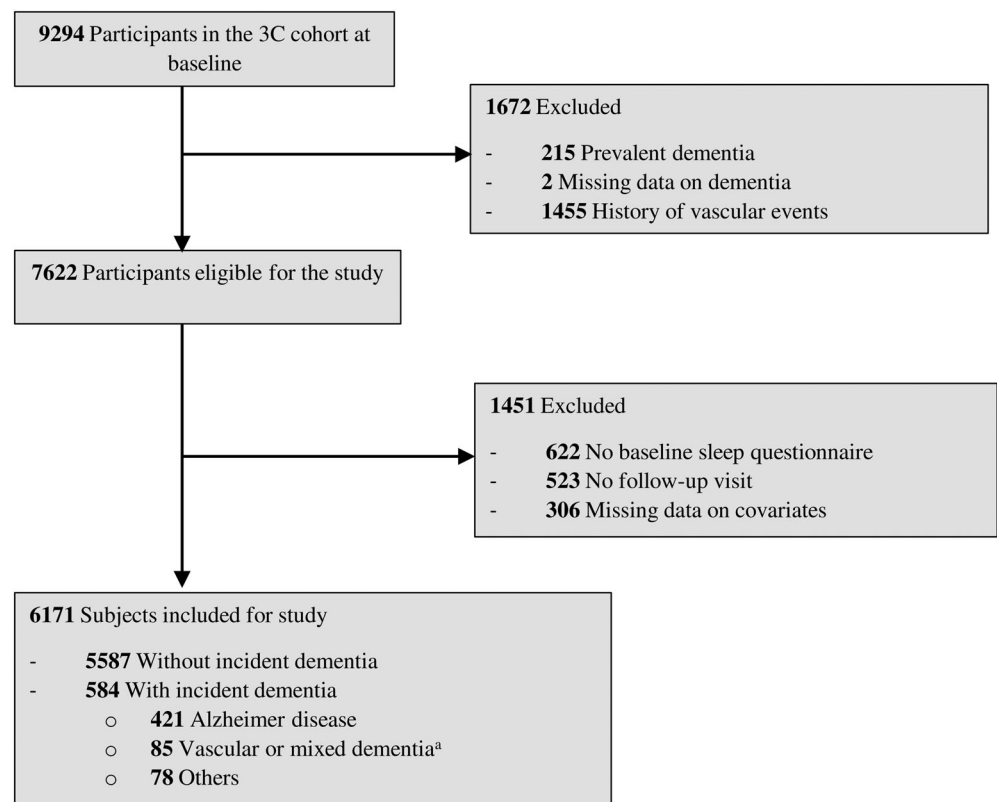 9294 Participants in the 3C cohort at
baseline
1672 Excluded
- 215 Prevalent dementia
- 2 Missing data on dementia
- 1455 History of vascular events
7622 Participants eligible for the study
1451 Excluded
- 622 No baseline sleep questionnaire
- 523 No follow-up visit
- 306 Missing data on covariates
6171 Subjects included for study
- 5587 Without incident dementia
- 584 With incident dementia
o 421 Alzheimer disease
o 85 Vascular or mixed dementiaᵃ
o 78 Others